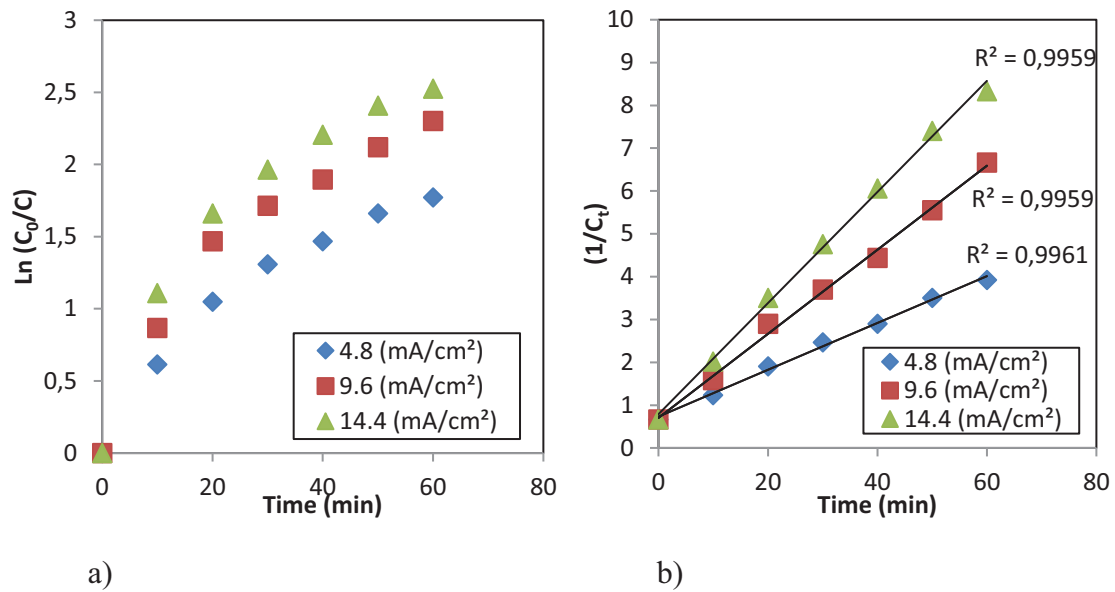 3
2,5
2
1,5
1
0,5
0
0
20
40
60
80
Ln (C₀/C)
Time (min)
4.8 (mA/cm²)
9.6 (mA/cm²)
14.4 (mA/cm²)
a)
10
9
8
7
6
5
4
3
2
1
0
0
20
40
60
80
(1/Cₜ)
Time (min)
R² = 0,9959
R² = 0,9959
R² = 0,9961
4.8 (mA/cm²)
9.6 (mA/cm²)
14.4 (mA/cm²)
b)